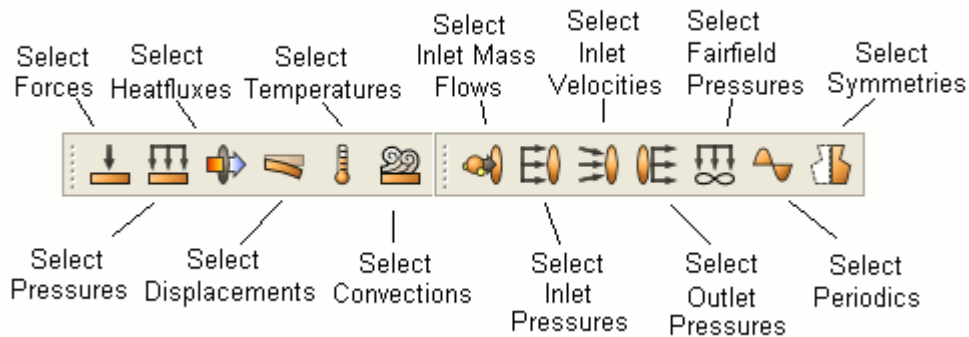 Select
Forces
Select
Heatfluxes
Select
Temperatures
Select
Inlet Mass
Flows
Select
Inlet
Velocities
Select
Fairfield
Pressures
Select
Symmetries
Select
Pressures
Select
Displacements
Select
Convections
Select
Inlet
Pressures
Select
Outlet
Pressures
Select
Periodics